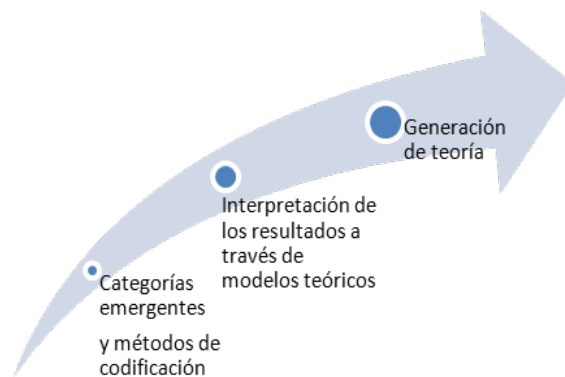 Categorías
emergentes
y métodos de
codificación
Interpretación de
los resultados a
través de
modelos teóricos
Generación
de teoría